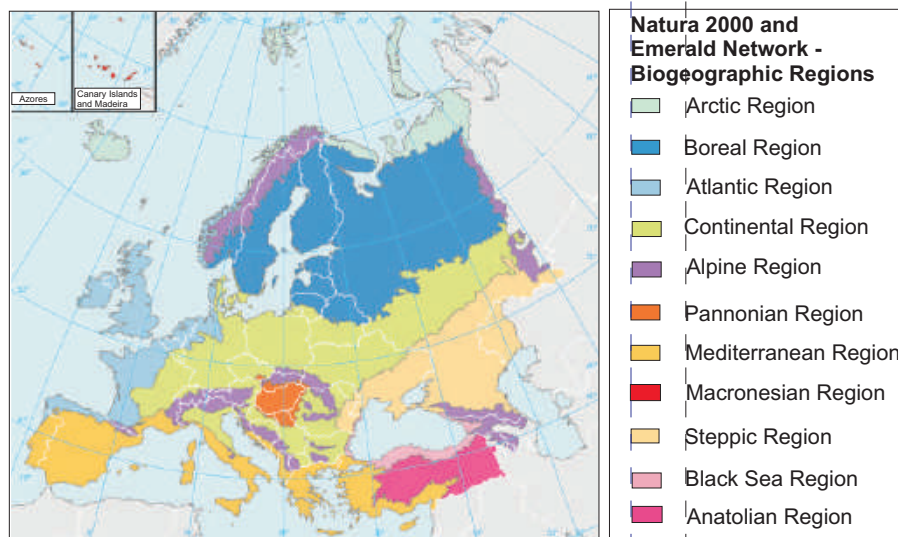 Azores
Canary Islands
and Madeira
Natura 2000 and
Emerald Network -
Biogeographic Regions
Arctic Region
Boreal Region
Atlantic Region
Continental Region
Alpine Region
Pannonian Region
Mediterranean Region
Macronesian Region
Steppic Region
Black Sea Region
Anatolian Region